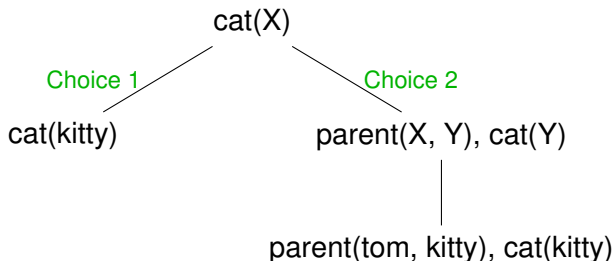 cat(X)
Choice 1
Choice 2
cat(kitty)
parent(X, Y), cat(Y)
parent(tom, kitty), cat(kitty)